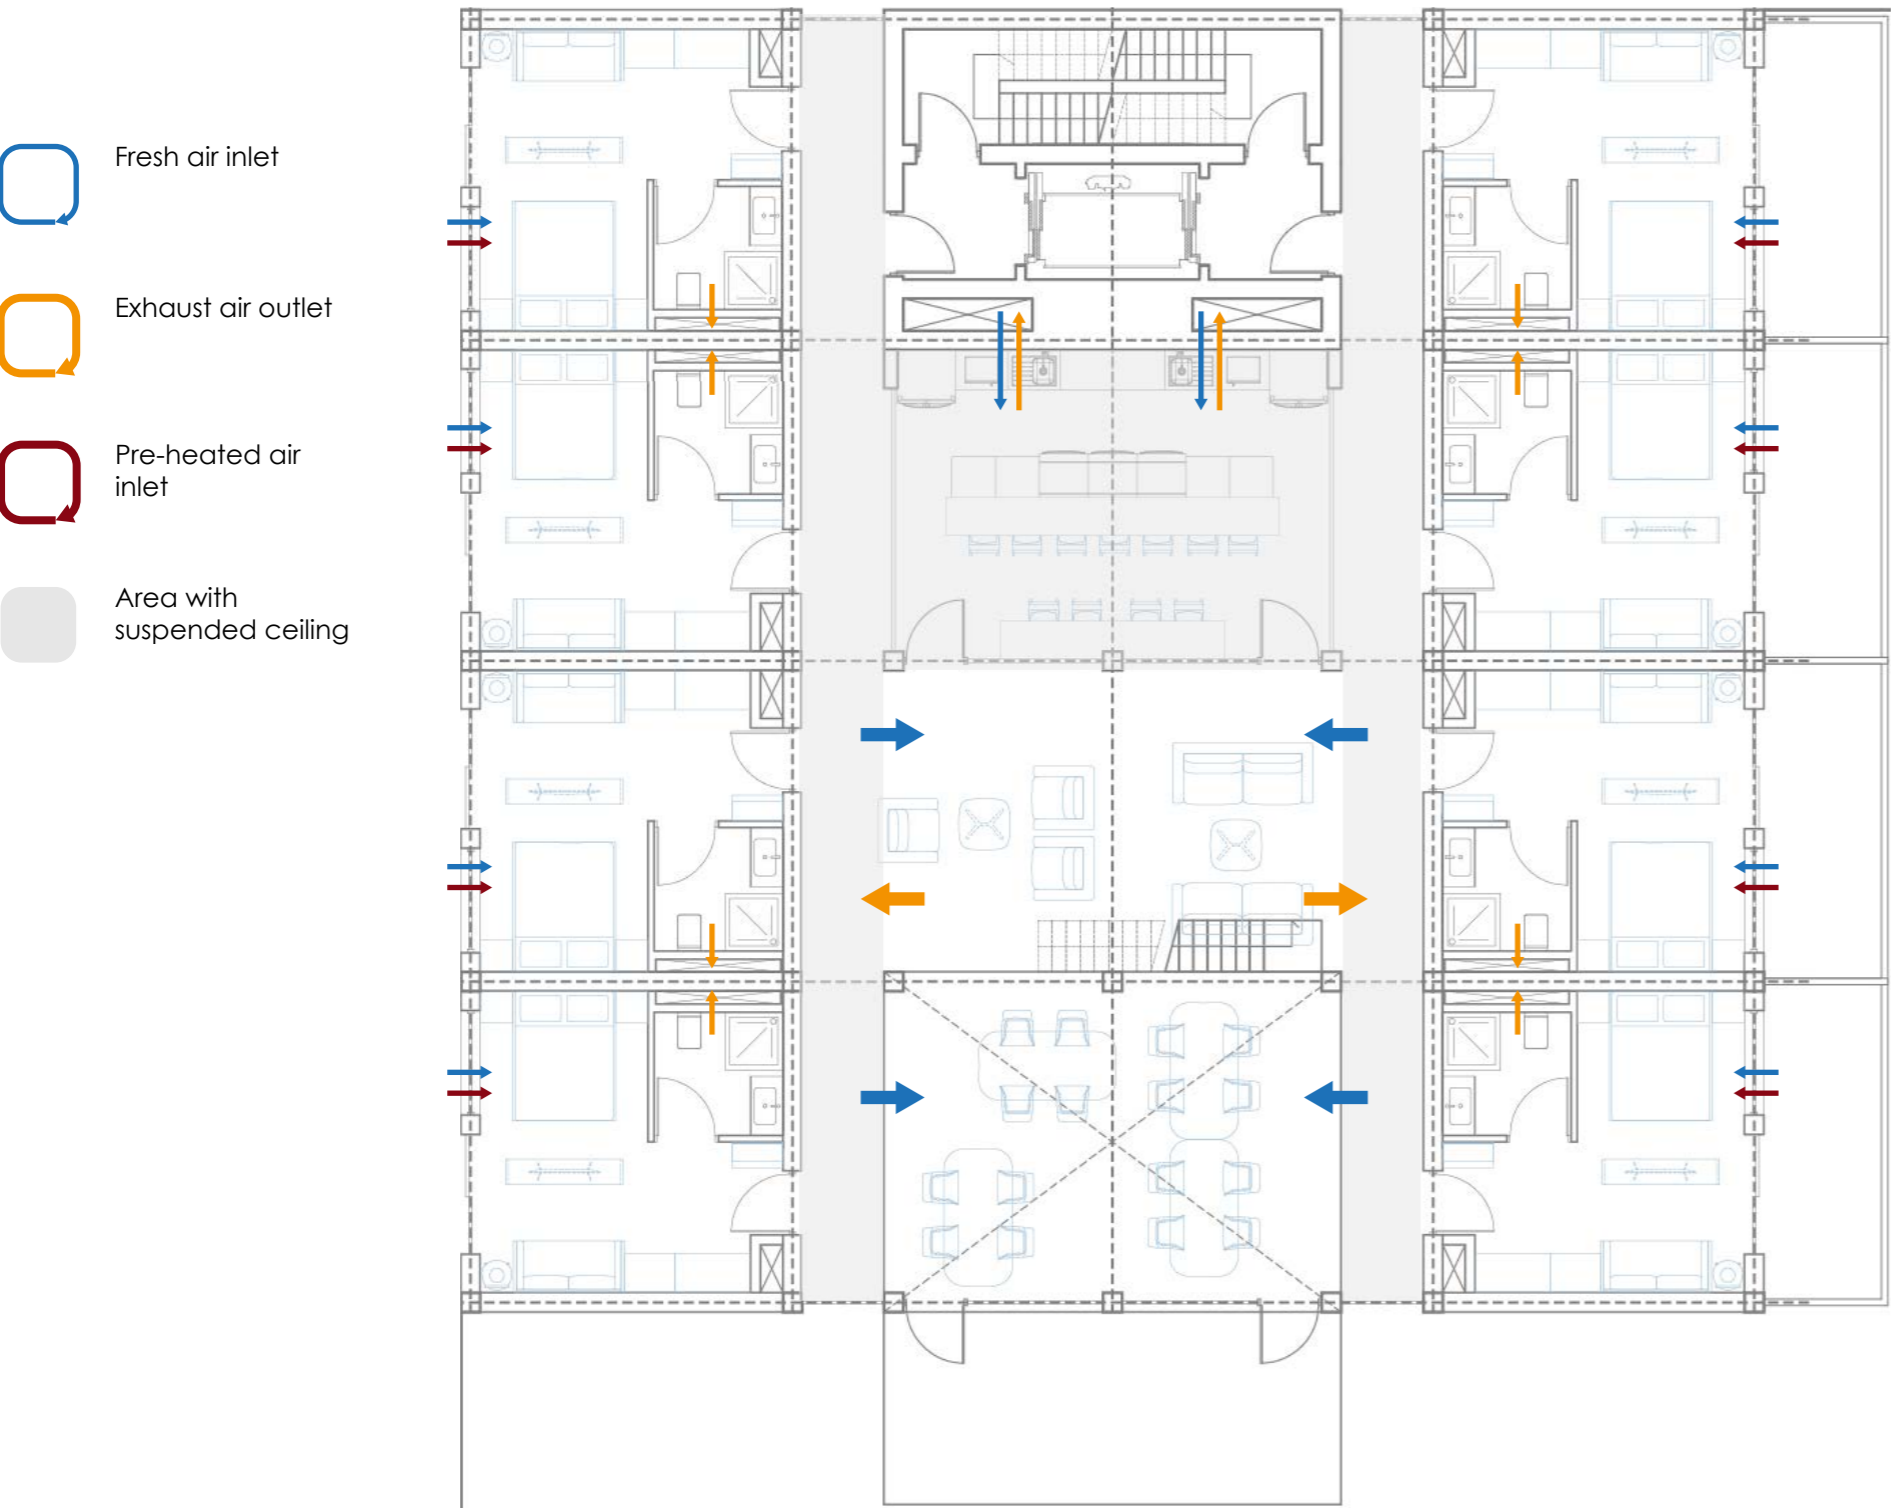 Fresh air inlet
Exhaust air outlet
Pre-heated air
inlet
Area with
suspended ceiling